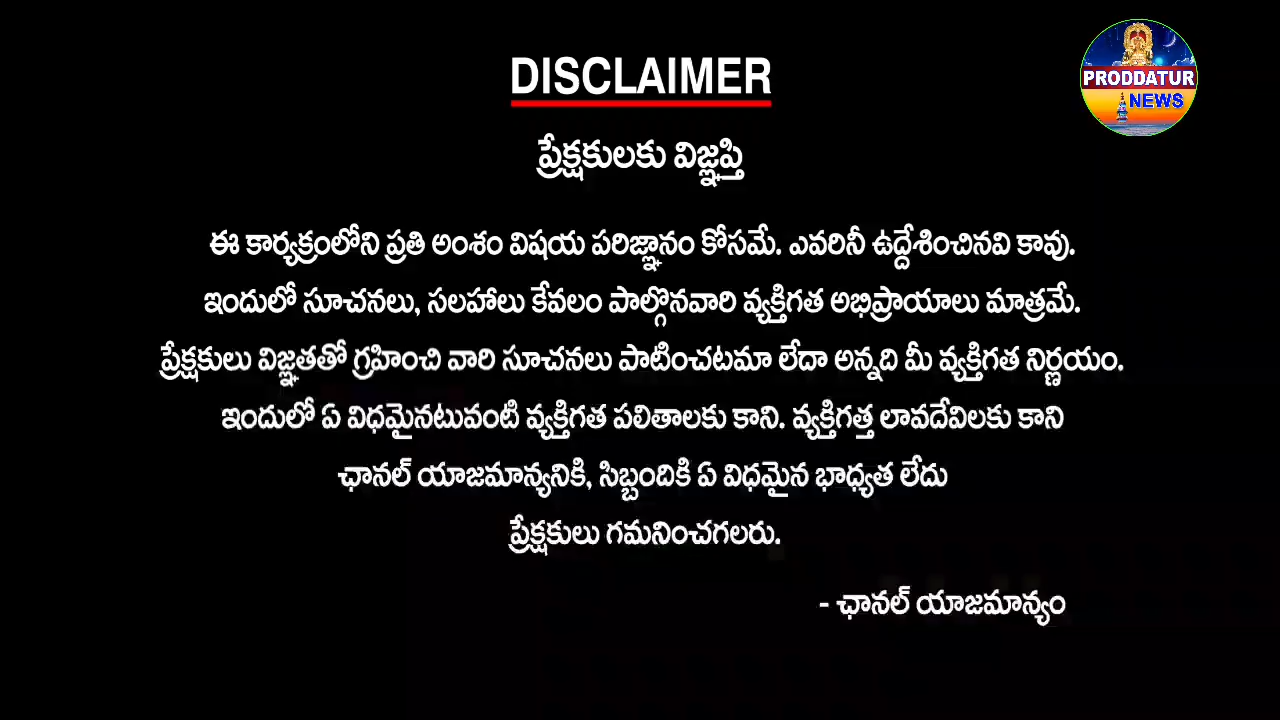 PRODDATUR
NEWS
DISCLAIMER
ప్రేక్షకులకు విజ్ఞప్తి
ఈ కార్యక్రంలోని ప్రతి అంశం విషయ పరిజ్ఞానం కోసమే. ఎవరినీ ఉద్దేశించినవి కావు.
ఇందులో సూచనలు, సలహాలు కేవలం పాల్గొనవారి వ్యక్తిగత అభిప్రాయాలు మాత్రమే.
ప్రేక్షకులు విజ్ఞతతో గ్రహించి వారి సూచనలు పాటించటమా లేదా అన్నది మీ వ్యక్తిగత నిర్ణయం.
ఇందులో ఏ విధమైనటువంటి వ్యక్తిగత పలితాలకు కాని. వ్యక్తిగత్త లావదేవిలకు కాని
ఛానల్ యాజమాన్యనికి, సిబ్బందికి ఏ విధమైన భాధ్యత లేదు
ప్రేక్షకులు గమనించగలరు.
- ఛానల్ యాజమాన్యం